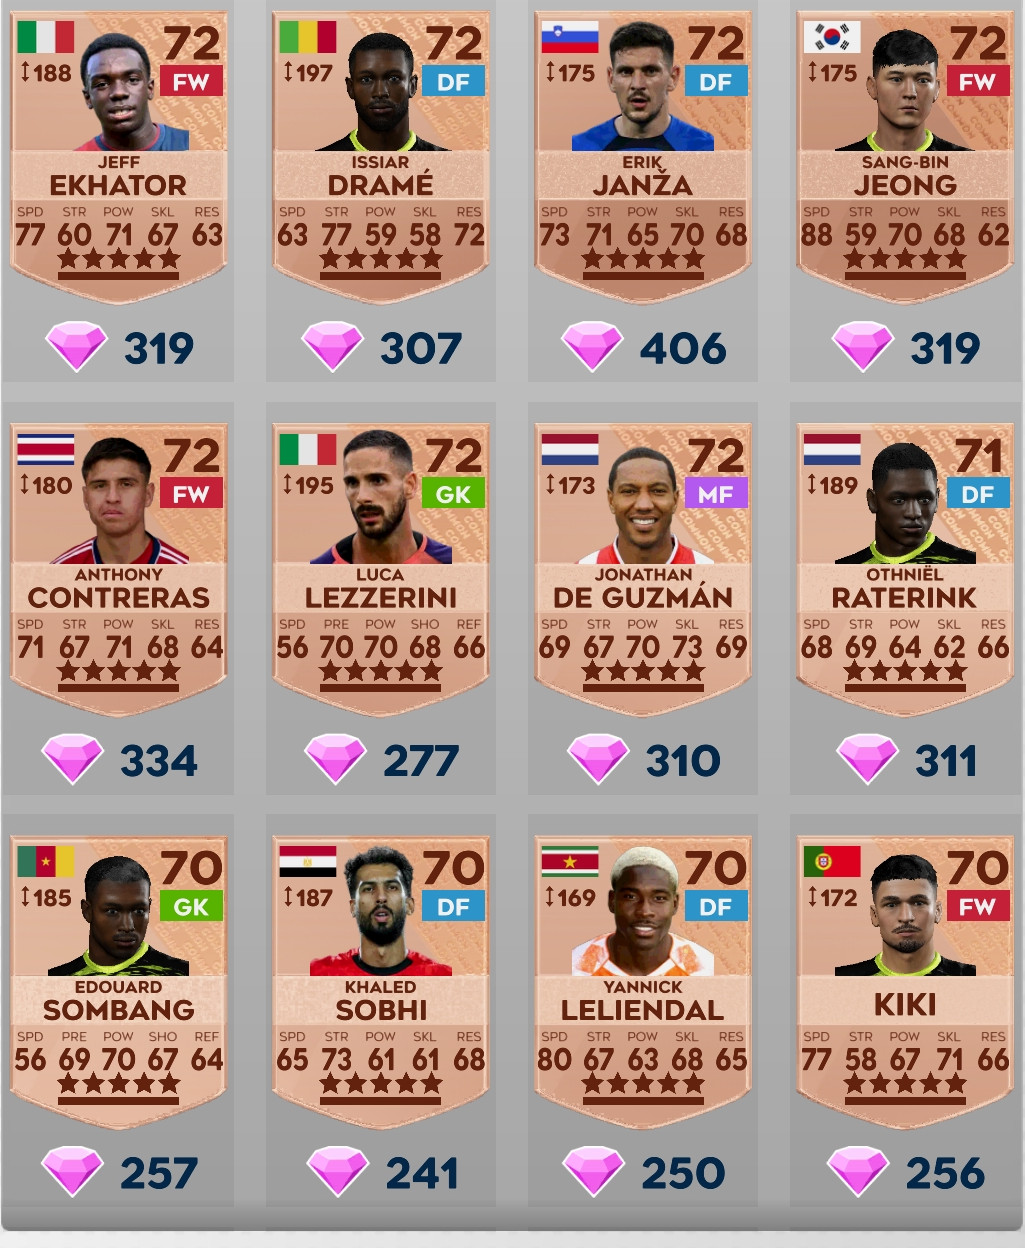 72
188
FW
JEFF
EKHATOR
SPD STR POW SKL RES
77 60 71 67 63
319
72
197
DF
ISSIAR
DRAMÉ
SPD STR POW SKL RES
63 77 59 58 72
307
72
175
DF
ERIK
JANŽA
SPD STR POW SKL RES
73 71 65 70 68
406
72
175
FW
SANG-BIN
JEONG
SPD STR POW SKL RES
88 59 70 68 62
319
72
180
FW
ANTHONY
CONTRERAS
SPD STR POW SKL RES
71 67 71 68 64
334
72
195
GK
LUCA
LEZZERINI
SPD PRE POW SHO REF
56 70 70 68 66
277
72
173
MF
JONATHAN
DE GUZMÁN
SPD STR POW SKL RES
69 67 70 73 69
310
71
189
DF
OTHNIËL
RATERINK
SPD STR POW SKL RES
68 69 64 62 66
311
70
185
GK
EDOUARD
SOMBANG
SPD PRE POW SHO REF
56 69 70 67 64
257
70
187
DF
KHALED
SOBHI
SPD STR POW SKL RES
65 73 61 61 68
241
70
169
DF
YANNICK
LELIENDAL
SPD STR POW SKL RES
80 67 63 68 65
250
70
172
FW
KIKI
SPD STR POW SKL RES
77 58 67 71 66
256